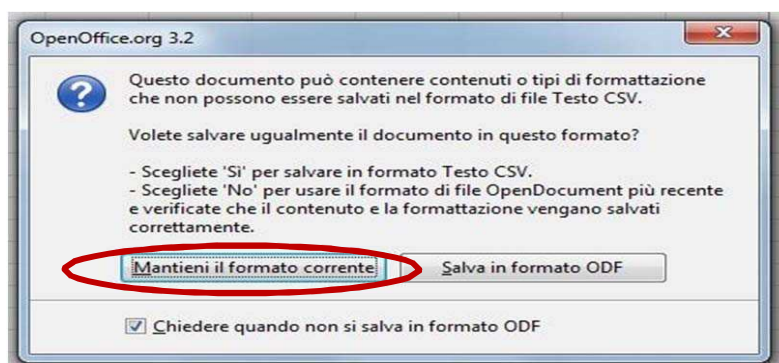 OpenOffice.org 3.2
Questo documento può contenere contenuti o tipi di formattazione
che non possono essere salvati nel formato di file Testo CSV.
Volete salvare ugualmente il documento in questo formato?
- Scegliete 'Sì' per salvare in formato Testo CSV.
- Scegliete 'No' per usare il formato di file OpenDocument più recente
e verificate che il contenuto e la formattazione vengano salvati
correttamente.
Mantieni il formato corrente Salva in formato ODF
Chiedere quando non si salva in formato ODF